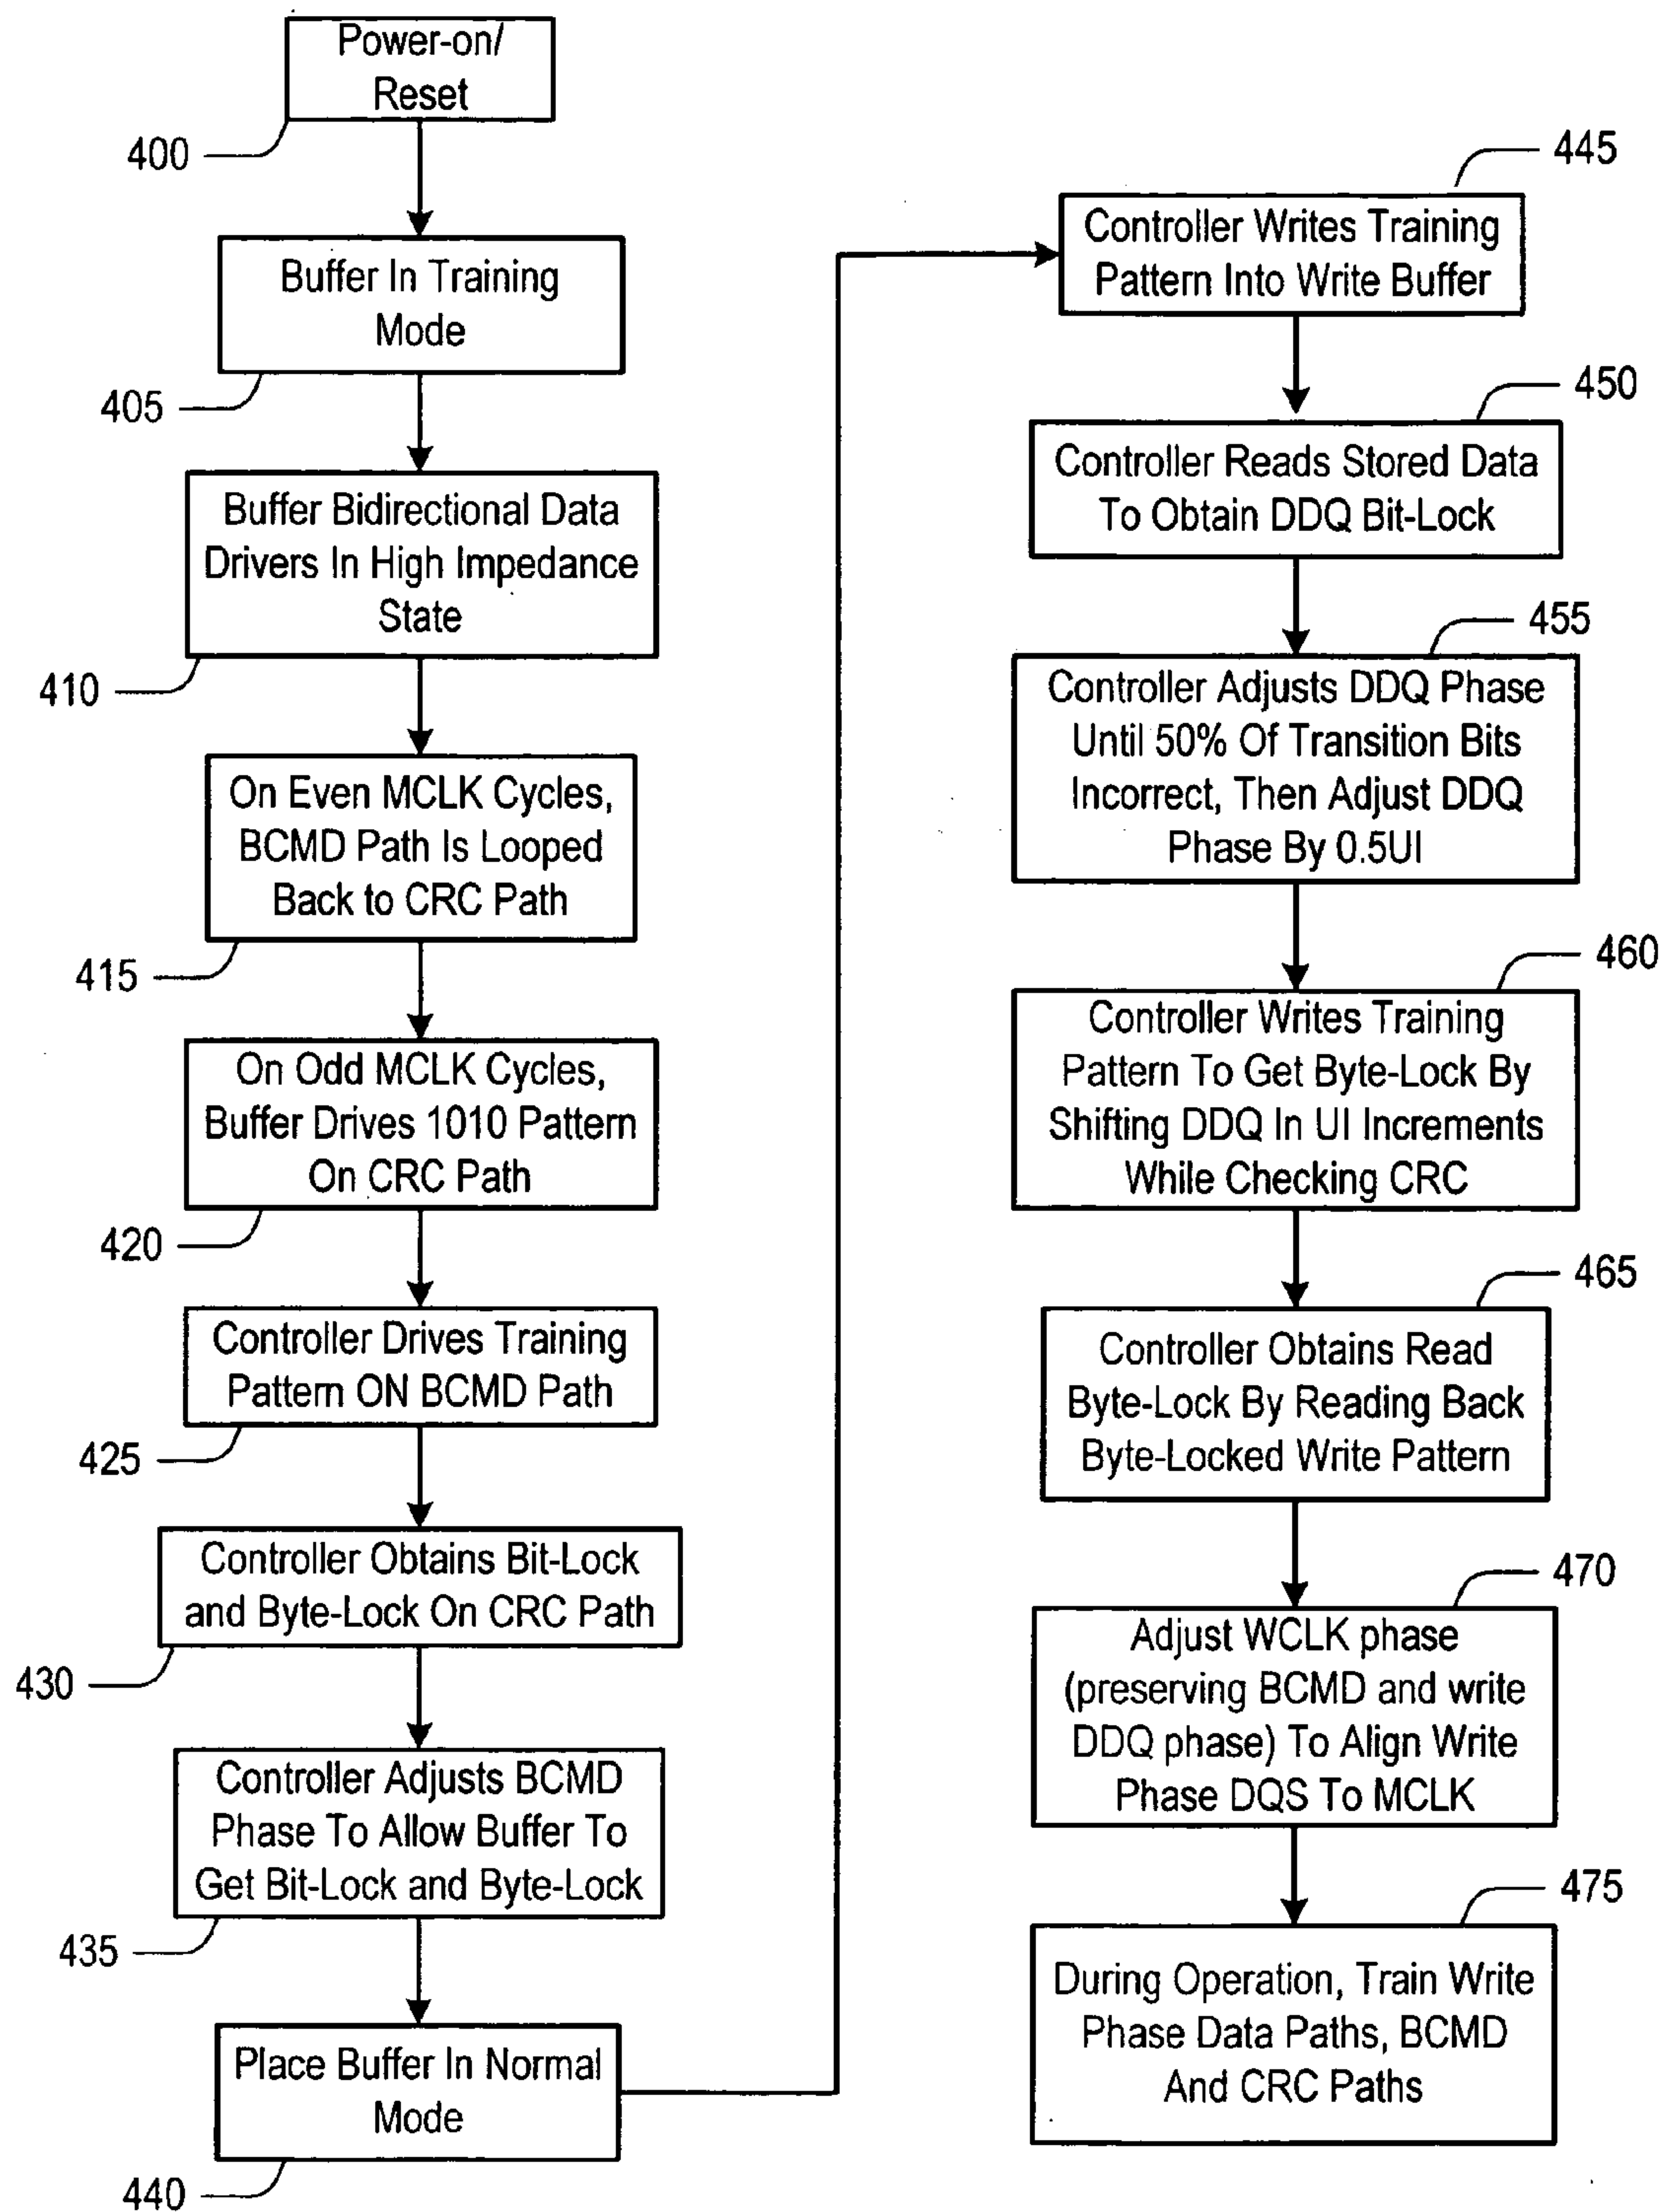 Power-on/
Reset
400
Buffer In Training
Mode
405
Buffer Bidirectional Data
Drivers In High Impedance
State
410
On Even MCLK Cycles,
BCMD Path Is Looped
Back to CRC Path
415
On Odd MCLK Cycles,
Buffer Drives 1010 Pattern
On CRC Path
420
Controller Drives Training
Pattern ON BCMD Path
425
Controller Obtains Bit-Lock
and Byte-Lock On CRC Path
430
Controller Adjusts BCMD
Phase To Allow Buffer To
Get Bit-Lock and Byte-Lock
435
Place Buffer In Normal
Mode
440
445
Controller Writes Training
Pattern Into Write Buffer
450
Controller Reads Stored Data
To Obtain DDQ Bit-Lock
455
Controller Adjusts DDQ Phase
Until 50% Of Transition Bits
Incorrect, Then Adjust DDQ
Phase By 0.5UI
460
Controller Writes Training
Pattern To Get Byte-Lock By
Shifting DDQ In UI Increments
While Checking CRC
465
Controller Obtains Read
Byte-Lock By Reading Back
Byte-Locked Write Pattern
470
Adjust WCLK phase
(preserving BCMD and write
DDQ phase) To Align Write
Phase DQS To MCLK
475
During Operation, Train Write
Phase Data Paths, BCMD
And CRC Paths